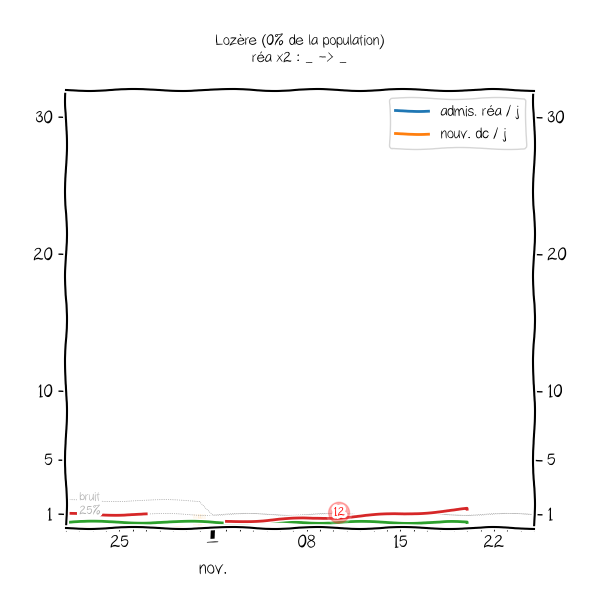 Lozère (0% de la population)
réa x2 : _ -> _
admis. réa / j
nouv. dc / j
30
30
20
20
10
10
5
5
bruit
25%
12
1
1
25
08
15
22
nov.